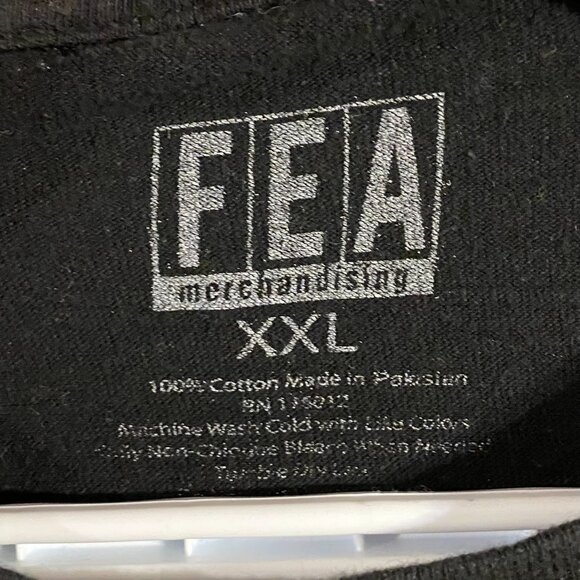 FEA
merchandising
XXL
100% Cotton Made in Pakistan
RN
Machine Wash Cold with Like Colors
Only Non-Chlorine Bleach When Needed
Tumble Dry Low